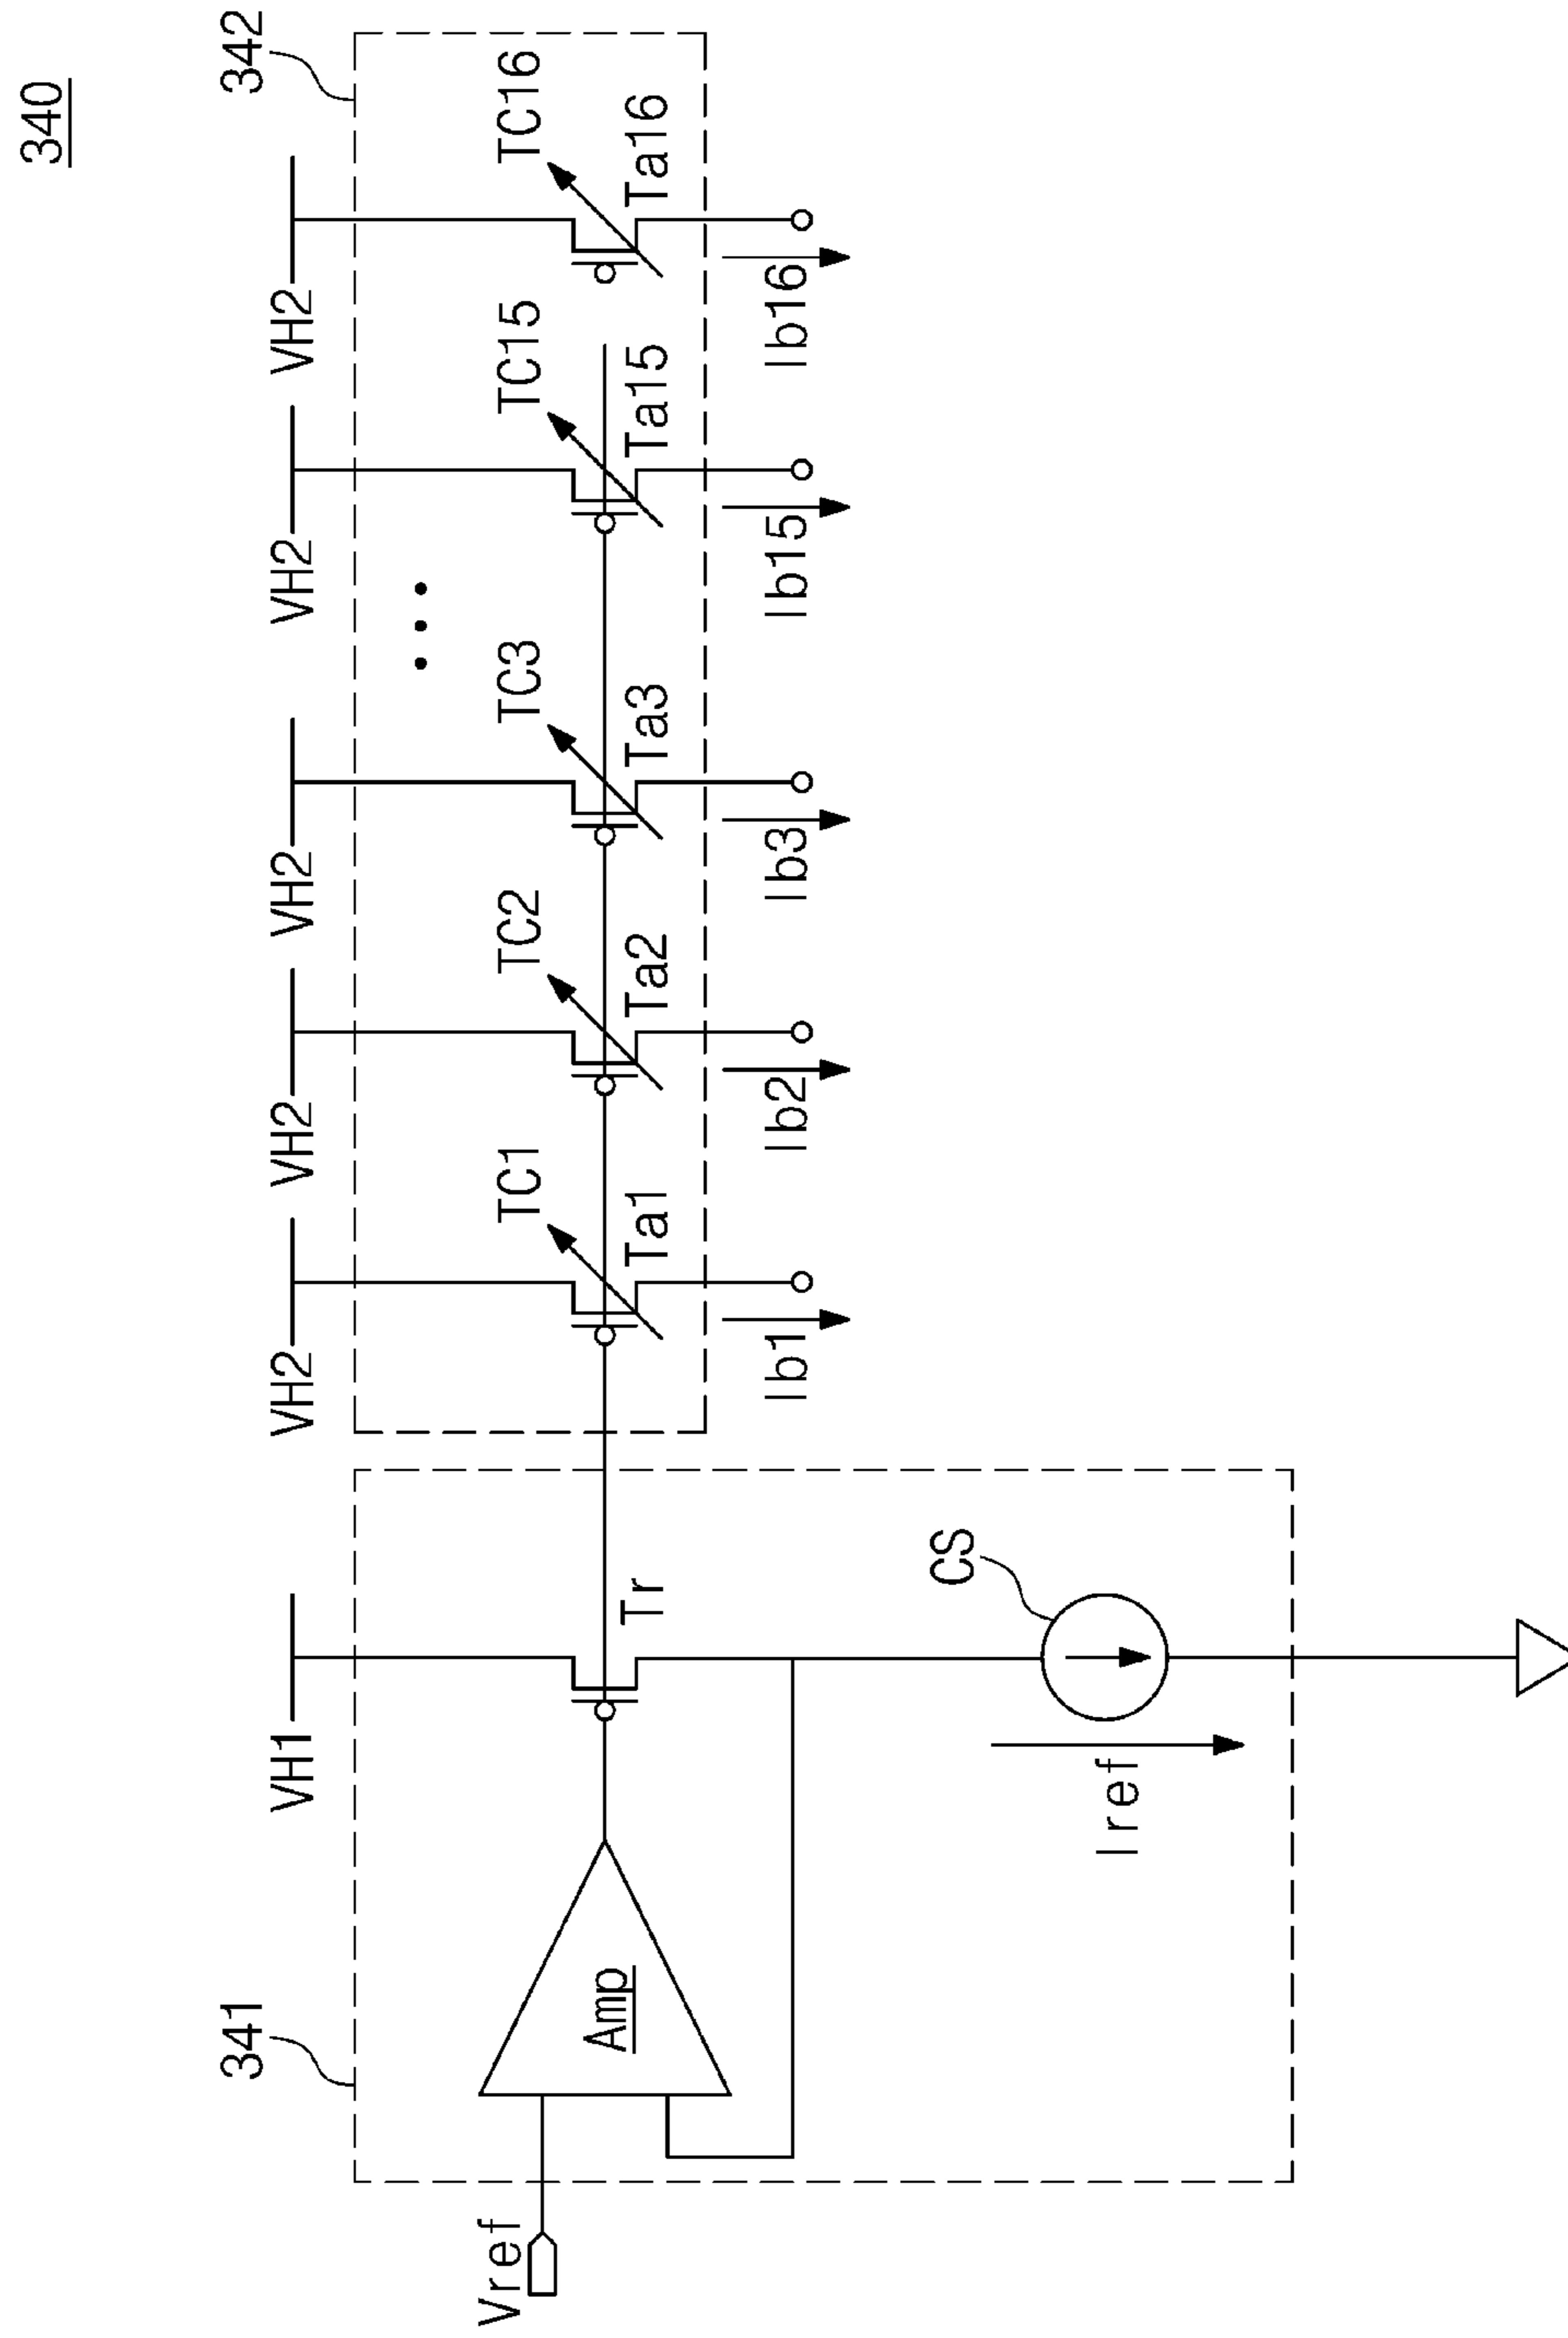 340
341
342
VH1
VH2
VH2
VH2
VH2
VH2
TC1
TC2
TC3
TC15
TC16
Vref
Amp
Tr
Ta1
Ta2
Ta3
Ta15
Ta16
Ib1
Ib2
Ib3
Ib15
Ib16
CS
Iref